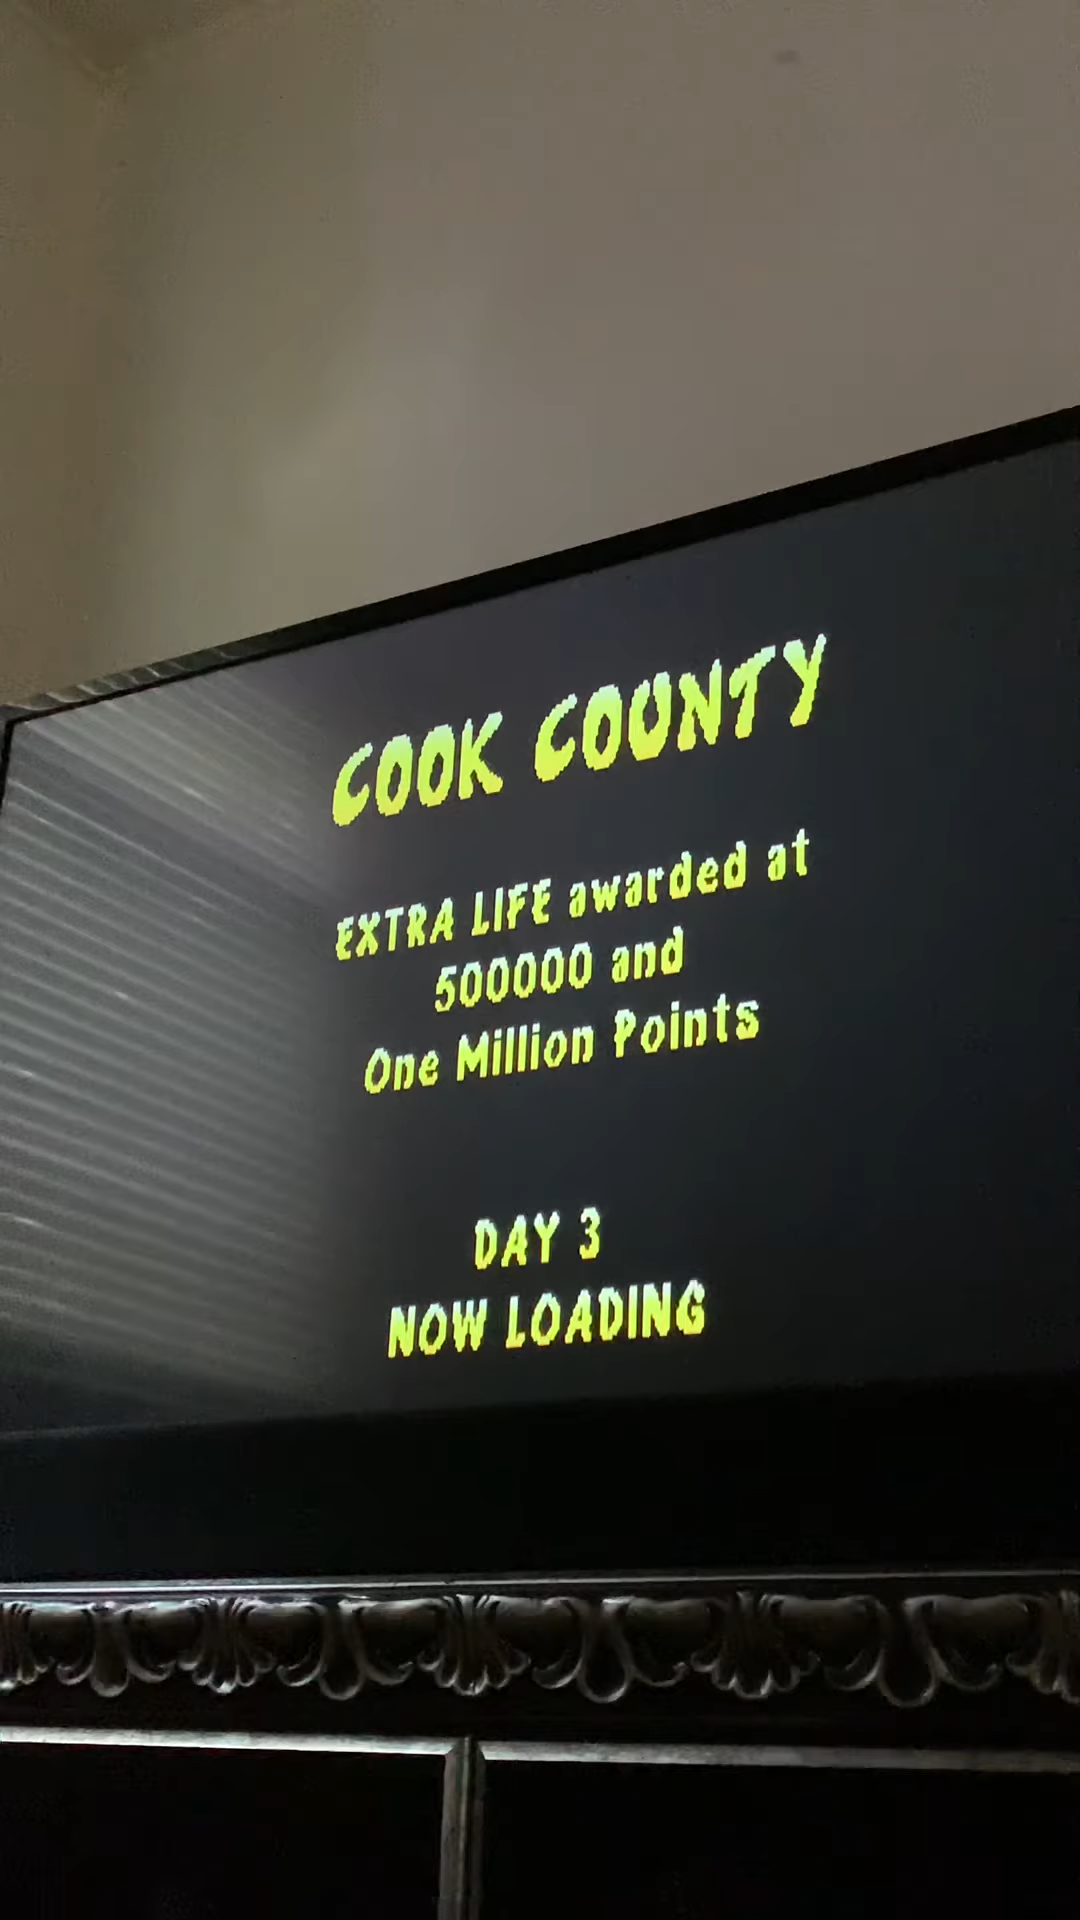 COOK COUNTY
EXTRA LIFE awarded at
500000 and
One Million Points
DAY 3
NOW LOADING